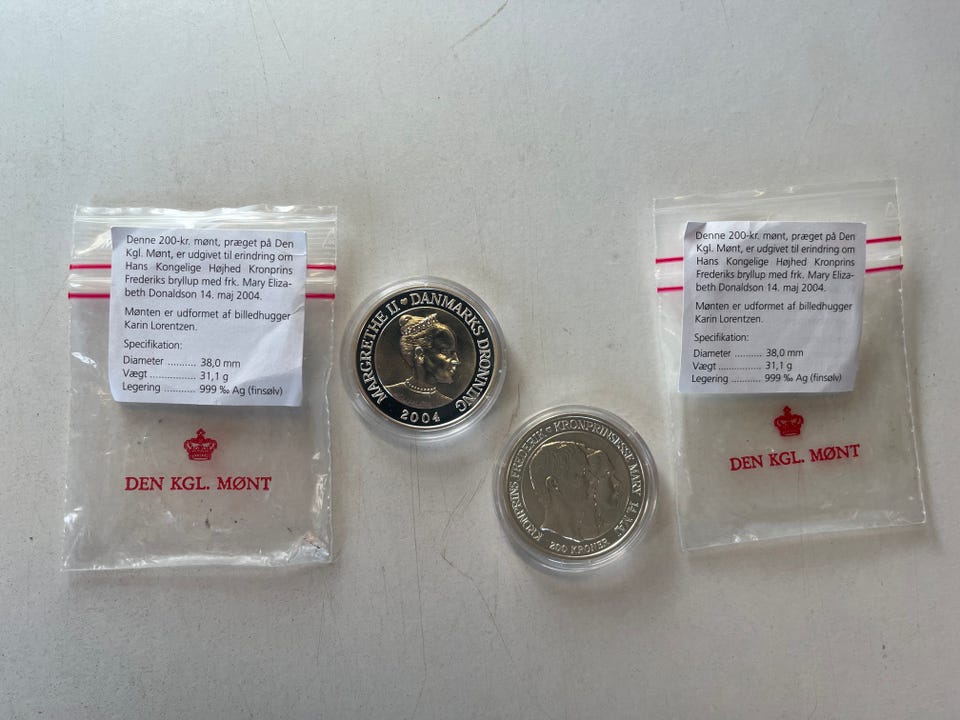 Denne 200-kr. mønt, præget på Den
Kgl. Mønt, er udgivet til erindring om
Hans Kongelige Højhed Kronprins
Frederiks bryllup med frk. Mary Eliza-
beth Donaldson 14. maj 2004.
Mønten er udformet af billedhugger
Karin Lorentzen.
Specifikation:
Diameter .......... 38,0 mm
Vægt ................ 31,1 g
Legering ........... 999 ‰ Ag (finsølv)
DEN KGL. MØNT
MARGRETHE II DANMARKS DRONNING
2004
KRONPRINS FREDERIK KRONPRINSESSE MARY 14. MAJ
200 KRONER
Denne 200-kr. mønt, præget på Den
Kgl. Mønt, er udgivet til erindring om
Hans Kongelige Højhed Kronprins
Frederiks bryllup med frk. Mary Eliza-
beth Donaldson 14. maj 2004.
Mønten er udformet af billedhugger
Karin Lorentzen.
Specifikation:
Diameter .......... 38,0 mm
Vægt ................ 31,1 g
Legering ........... 999 ‰ Ag (finsølv)
DEN KGL. MØNT